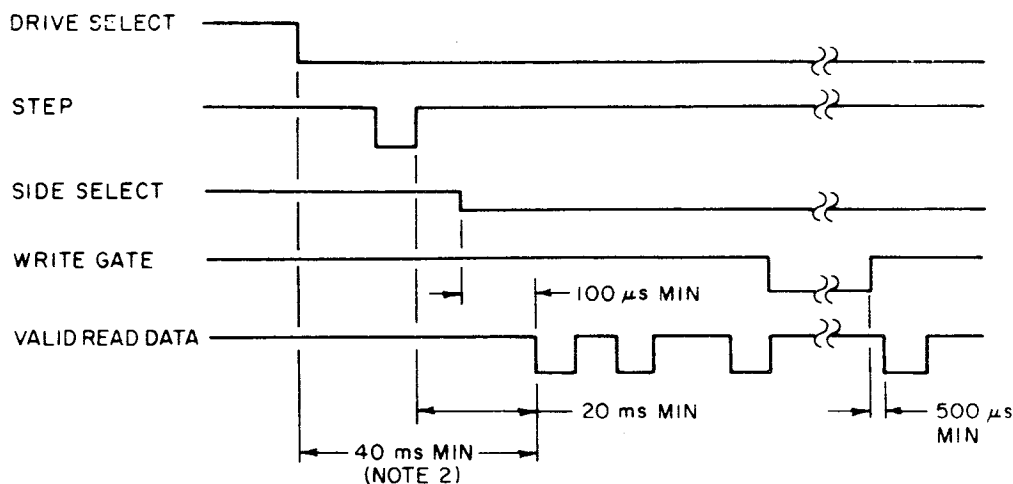 DRIVE SELECT
STEP
SIDE SELECT
WRITE GATE
100 μs MIN
VALID READ DATA
20 ms MIN
500 μs
MIN
40 ms MIN
(NOTE 2)